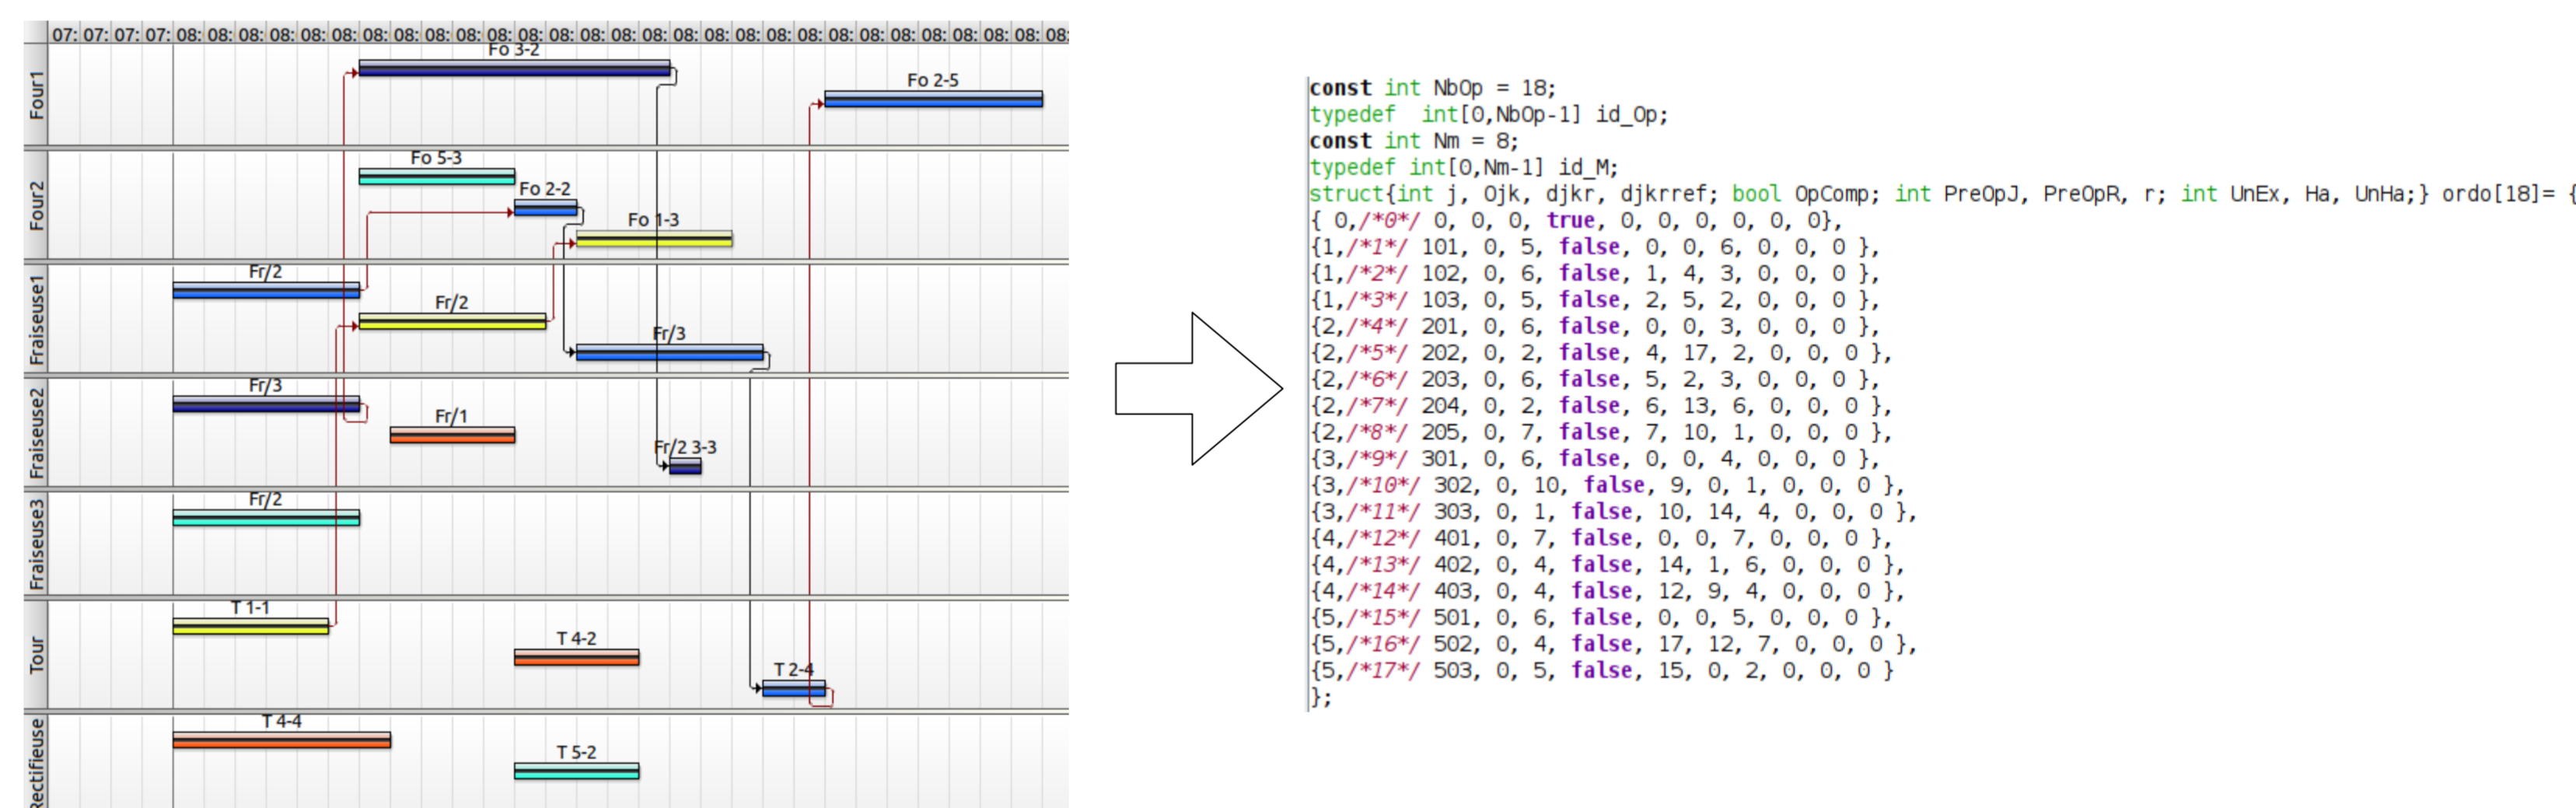 07: 07: 07: 07: 08: 08: 08: 08: 08: 08: 08: 08: 08: 08: 08: 08: 08: 08: 08: 08: 08: 08: 08: 08: 08: 08: 08: 08: 08: 08: 08: 08: 08:
Four1
Fo 3-2
Fo 2-5
Four2
Fo 5-3
Fo 2-2
Fo 1-3
Fraiseuse1
Fr/2
Fr/2
Fr/3
Fraiseuse2
Fr/3
Fr/1
Fr/2 3-3
Fraiseuse3
Fr/2
Tour
T 1-1
T 4-2
T 2-4
Rectifieuse
T 4-4
T 5-2
const int NbOp = 18;
typedef  int[0,NbOp-1] id_Op;
const int Nm = 8;
typedef int[0,Nm-1] id_M;
struct{int j, Ojk, djkr, djkrref; bool OpComp; int PreOpJ, PreOpR, r; int UnEx, Ha, UnHa;} ordo[18]= {
{ 0,/*0*/ 0, 0, 0, true, 0, 0, 0, 0, 0, 0},
{1,/*1*/ 101, 0, 5, false, 0, 0, 6, 0, 0, 0 },
{1,/*2*/ 102, 0, 6, false, 1, 4, 3, 0, 0, 0 },
{1,/*3*/ 103, 0, 5, false, 2, 5, 2, 0, 0, 0 },
{2,/*4*/ 201, 0, 6, false, 0, 0, 3, 0, 0, 0 },
{2,/*5*/ 202, 0, 2, false, 4, 17, 2, 0, 0, 0 },
{2,/*6*/ 203, 0, 6, false, 5, 2, 3, 0, 0, 0 },
{2,/*7*/ 204, 0, 2, false, 6, 13, 6, 0, 0, 0 },
{2,/*8*/ 205, 0, 7, false, 7, 10, 1, 0, 0, 0 },
{3,/*9*/ 301, 0, 6, false, 0, 0, 4, 0, 0, 0 },
{3,/*10*/ 302, 0, 10, false, 9, 0, 1, 0, 0, 0 },
{3,/*11*/ 303, 0, 1, false, 10, 14, 4, 0, 0, 0 },
{4,/*12*/ 401, 0, 7, false, 0, 0, 7, 0, 0, 0 },
{4,/*13*/ 402, 0, 4, false, 14, 1, 6, 0, 0, 0 },
{4,/*14*/ 403, 0, 4, false, 12, 9, 4, 0, 0, 0 },
{5,/*15*/ 501, 0, 6, false, 0, 0, 5, 0, 0, 0 },
{5,/*16*/ 502, 0, 4, false, 17, 12, 7, 0, 0, 0 },
{5,/*17*/ 503, 0, 5, false, 15, 0, 2, 0, 0, 0 }
};